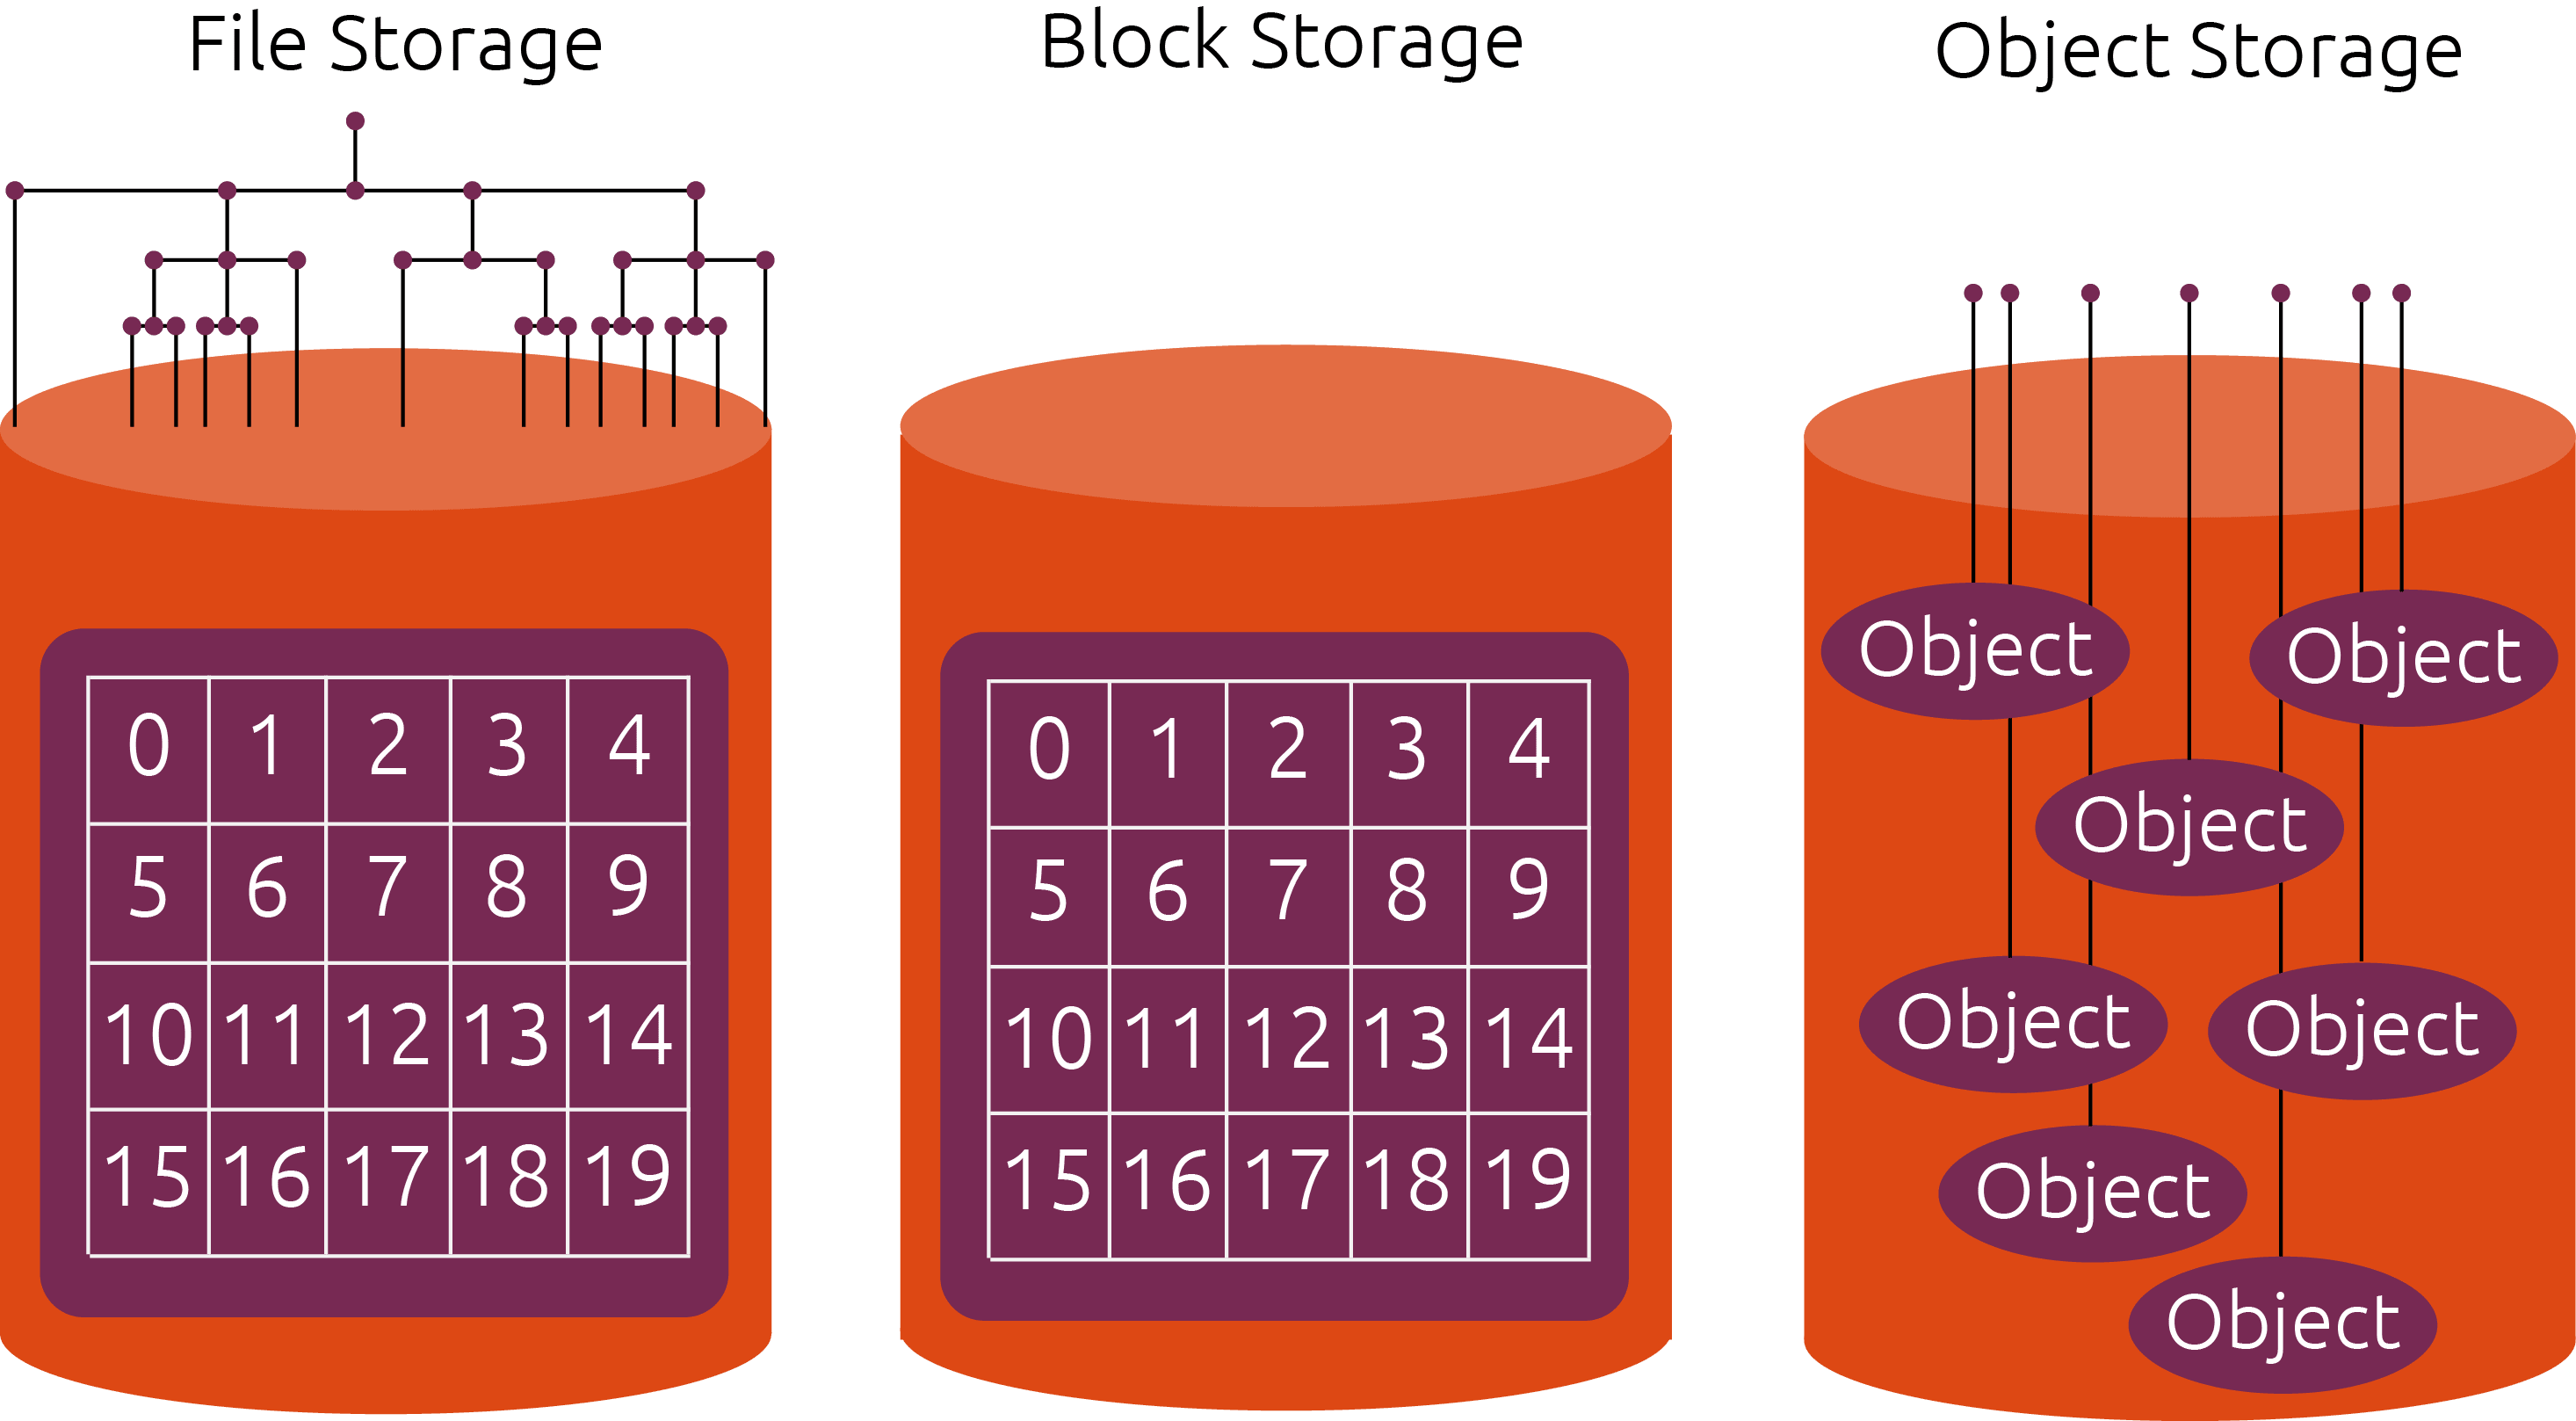 File Storage
Block Storage
Object Storage
0 1 2 3 4
5 6 7 8 9
10 11 12 13 14
15 16 17 18 19
0 1 2 3 4
5 6 7 8 9
10 11 12 13 14
15 16 17 18 19
Object
Object
Object
Object
Object
Object
Object